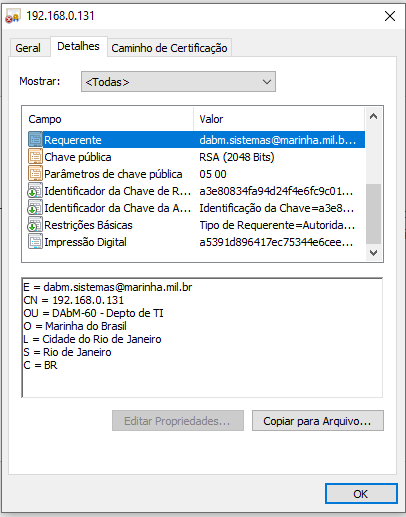 192.168.0.131
Geral Detalhes Caminho de Certificação
Mostrar: <Todas>
Campo Valor
Requerente dabm.sistemas@marinha.mil.b...
Chave pública RSA (2048 Bits)
Parâmetros de chave pública 05 00
Identificador da Chave de R... a3e80834fa94d24f4e6fc9c01...
Identificador da Chave da A... Identificação da Chave=a3e8...
Restrições Básicas Tipo de Requerente=Autorida...
Impressão Digital a5391d896417ec75344e6cee...
E = dabm.sistemas@marinha.mil.br
CN = 192.168.0.131
OU = DAbM-60 - Depto de TI
O = Marinha do Brasil
L = Cidade do Rio de Janeiro
S = Rio de Janeiro
C = BR
Editar Propriedades... Copiar para Arquivo...
OK